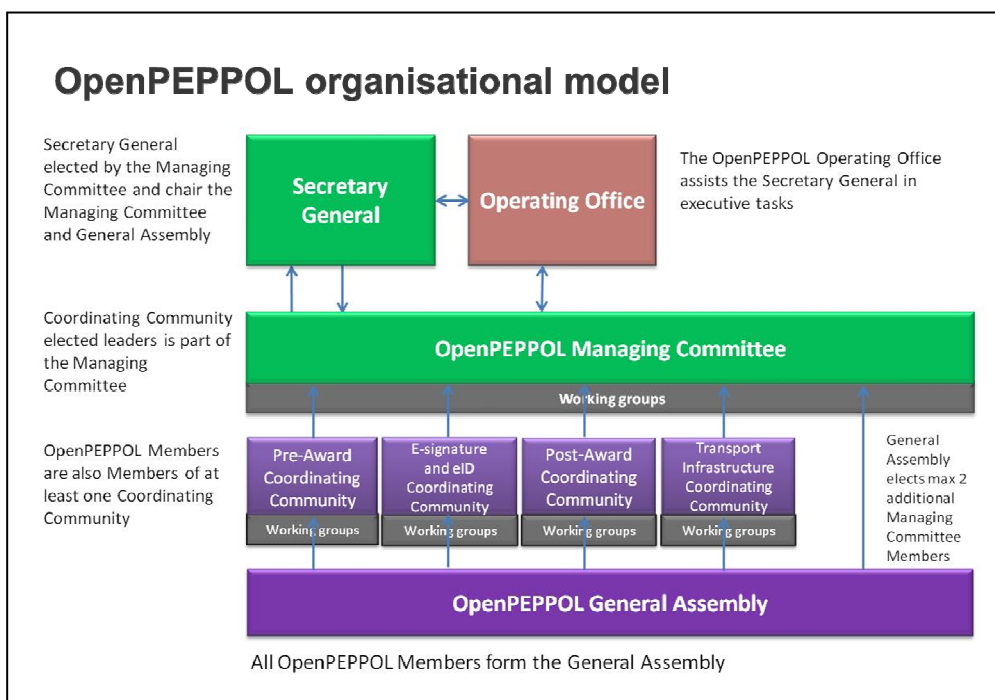 OpenPEPPOL organisational model
Secretary General
elected by the Managing
Committee and chair the
Managing Committee
and General Assembly
Secretary
General
Operating Office
The OpenPEPPOL Operating Office
assists the Secretary General in
executive tasks
Coordinating Community
elected leaders is part of
the Managing
Committee
OpenPEPPOL Managing Committee
Working groups
OpenPEPPOL Members
are also Members of at
least one Coordinating
Community
Pre-Award
Coordinating
Community
Working groups
E-signature
and eID
Coordinating
Community
Working groups
Post-Award
Coordinating
Community
Working groups
Transport
Infrastructure
Coordinating
Community
Working groups
General
Assembly
elects max 2
additional
Managing
Committee
Members
OpenPEPPOL General Assembly
All OpenPEPPOL Members form the General Assembly